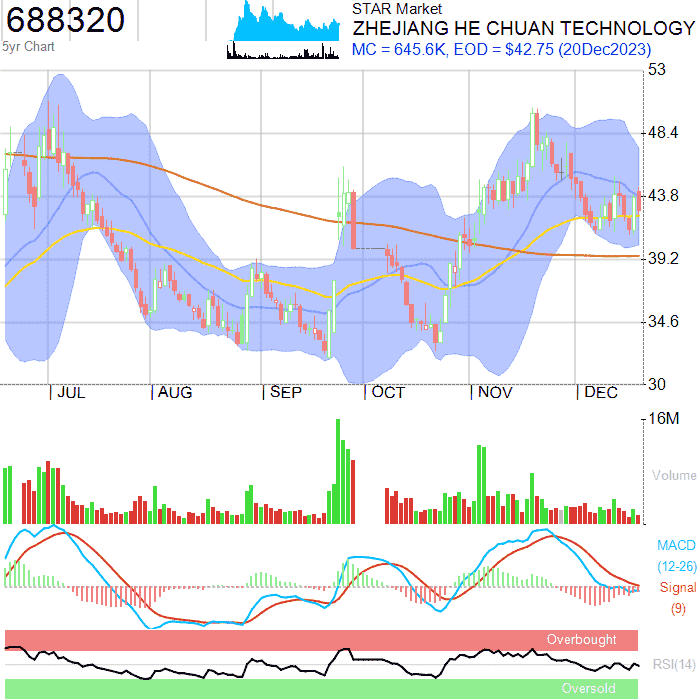 688320
STAR Market
ZHEJIANG HE CHUAN TECHNOLOGY
5yr Chart
MC = 645.6K, EOD = $42.75 (20Dec2023)
53
48.4
43.8
39.2
34.6
30
JUL AUG SEP OCT NOV DEC
16M
Volume
MACD
(12-26)
Signal
(9)
Overbought
RSI(14)
Oversold